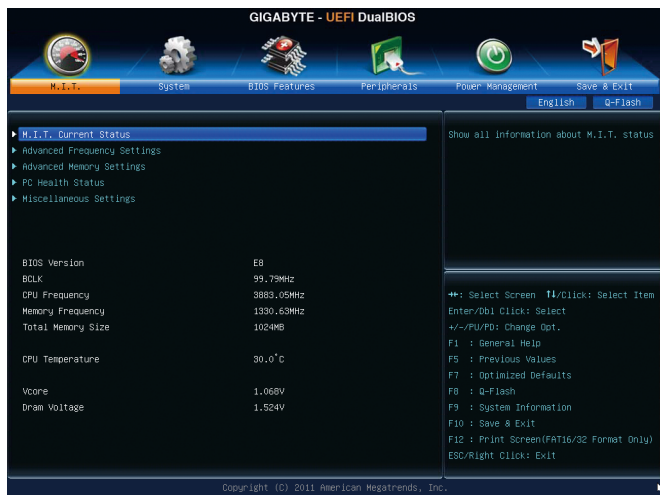 GIGABYTE - UEFI DualBIOS
M.I.T. System BIOS Features Peripherals Power Management Save & Exit
English Q-Flash
M.I.T. Current Status
Advanced Frequency Settings
Advanced Memory Settings
PC Health Status
Miscellaneous Settings
BIOS Version E8
BCLK 99.79MHz
CPU Frequency 3883.05MHz
Memory Frequency 1330.63MHz
Total Memory Size 1024MB
CPU Temperature 30.0°C
Vcore 1.068V
Dram Voltage 1.524V
Show all information about M.I.T. status
→←: Select Screen ↑↓/Click: Select Item
Enter/Dbl Click: Select
+/-/PU/PD: Change Opt.
F1 : General Help
F5 : Previous Values
F7 : Optimized Defaults
F8 : Q-Flash
F9 : System Information
F10 : Save & Exit
F12 : Print Screen(FAT16/32 Format Only)
ESC/Right Click: Exit
Copyright (C) 2011 American Megatrends, Inc.